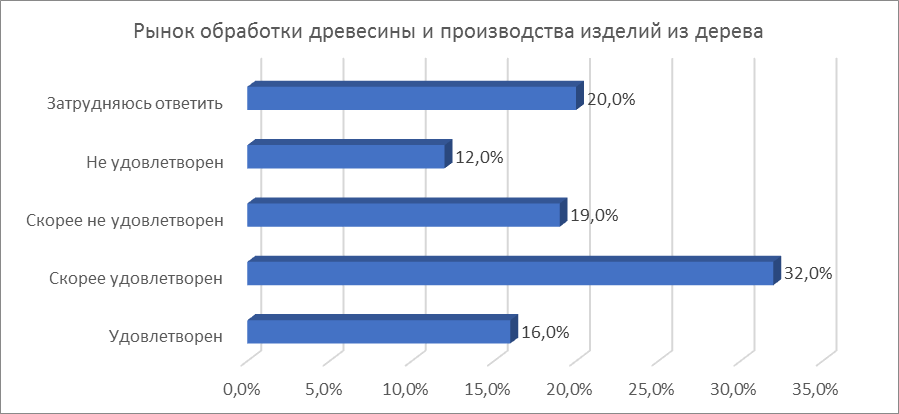 Рынок обработки древесины и производства изделий из дерева
Затрудняюсь ответить 20,0%
Не удовлетворен 12,0%
Скорее не удовлетворен 19,0%
Скорее удовлетворен 32,0%
Удовлетворен 16,0%
0,0% 5,0% 10,0% 15,0% 20,0% 25,0% 30,0% 35,0%